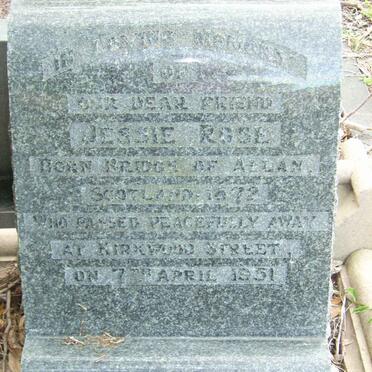 IN LOVING MEMORY
OF
OUR DEAR FRIEND
JESSIE ROSE
BORN BRIDGE OF ALLAN,
SCOTLAND, 1872
WHO PASSED PEACEFULLY AWAY
AT KIRKWOOD STREET
ON 7TH APRIL 1951